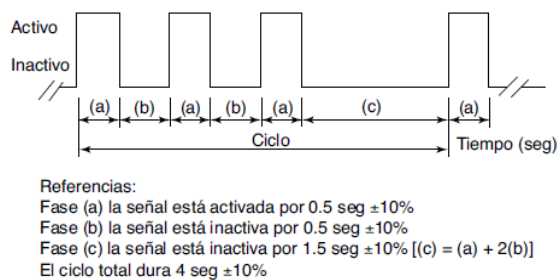 Activo
Inactivo
(a) (b) (a) (b) (a) (c) (a)
Ciclo
Tiempo (seg)
Referencias:
Fase (a) la señal está activada por 0.5 seg ±10%
Fase (b) la señal está inactiva por 0.5 seg ±10%
Fase (c) la señal está inactiva por 1.5 seg ±10% [(c) = (a) + 2(b)]
El ciclo total dura 4 seg ±10%